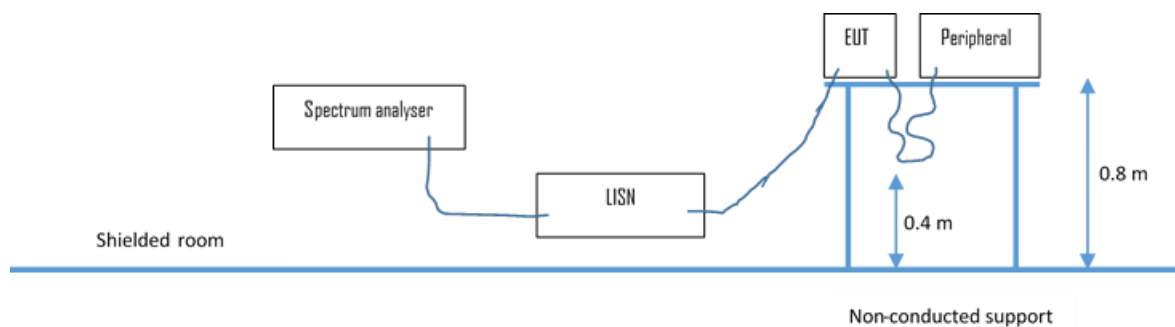 EUT
Peripheral
Spectrum analyser
LISN
0.8 m
0.4 m
Shielded room
Non-conducted support